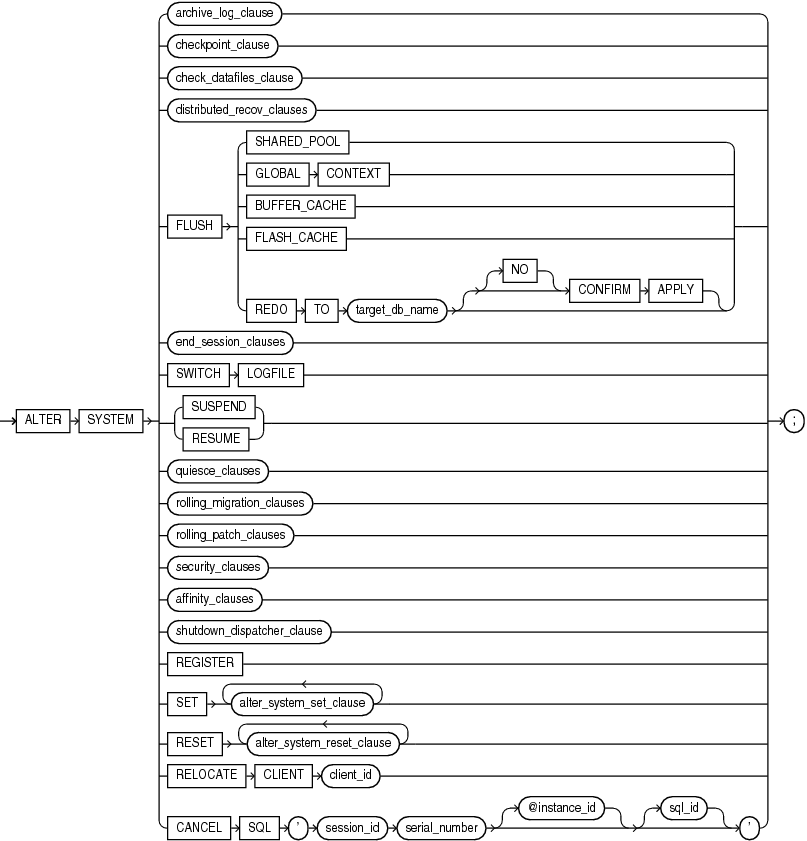 archive_log_clause
checkpoint_clause
check_datafiles_clause
distributed_recov_clauses
SHARED_POOL
GLOBAL CONTEXT
BUFFER_CACHE
FLUSH
FLASH_CACHE
NO
CONFIRM APPLY
REDO TO target_db_name
end_session_clauses
SWITCH LOGFILE
SUSPEND
ALTER SYSTEM ;
RESUME
quiesce_clauses
rolling_migration_clauses
rolling_patch_clauses
security_clauses
affinity_clauses
shutdown_dispatcher_clause
REGISTER
SET alter_system_set_clause
RESET alter_system_reset_clause
RELOCATE CLIENT client_id
@instance_id sql_id
CANCEL SQL ' session_id serial_number '